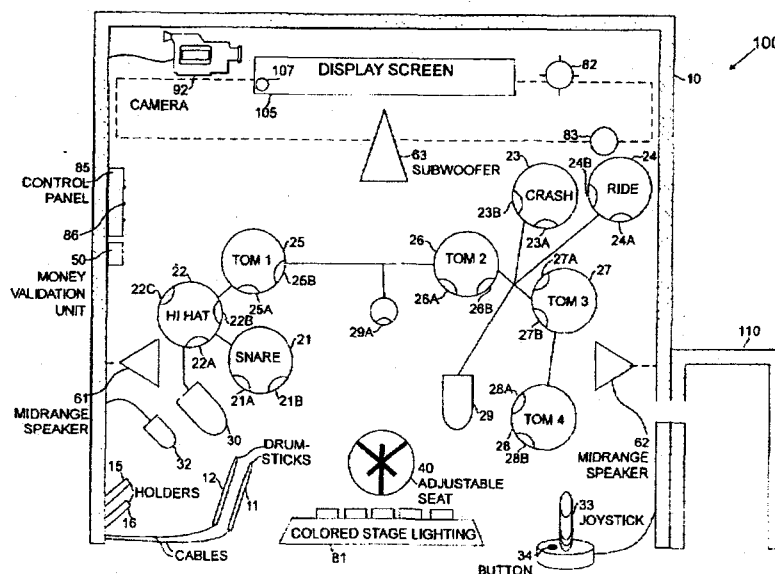 100
10
92
CAMERA
107
105
DISPLAY SCREEN
82
83
63
SUBWOOFER
85
CONTROL
PANEL
86
50
MONEY
VALIDATION
UNIT
23
CRASH
23B
23A
24
24B
RIDE
24A
25
TOM 1
25B
25A
26
TOM 2
26A
26B
27A
27
TOM 3
27B
22C
22
HI HAT
22B
22A
21
SNARE
21A
21B
29A
29
28A
TOM 4
28
28B
110
61
MIDRANGE
SPEAKER
32
30
62
MIDRANGE
SPEAKER
DRUM-
STICKS
12
11
15
HOLDERS
16
CABLES
40
ADJUSTABLE
SEAT
COLORED STAGE LIGHTING
81
33
JOYSTICK
34
BUTTON